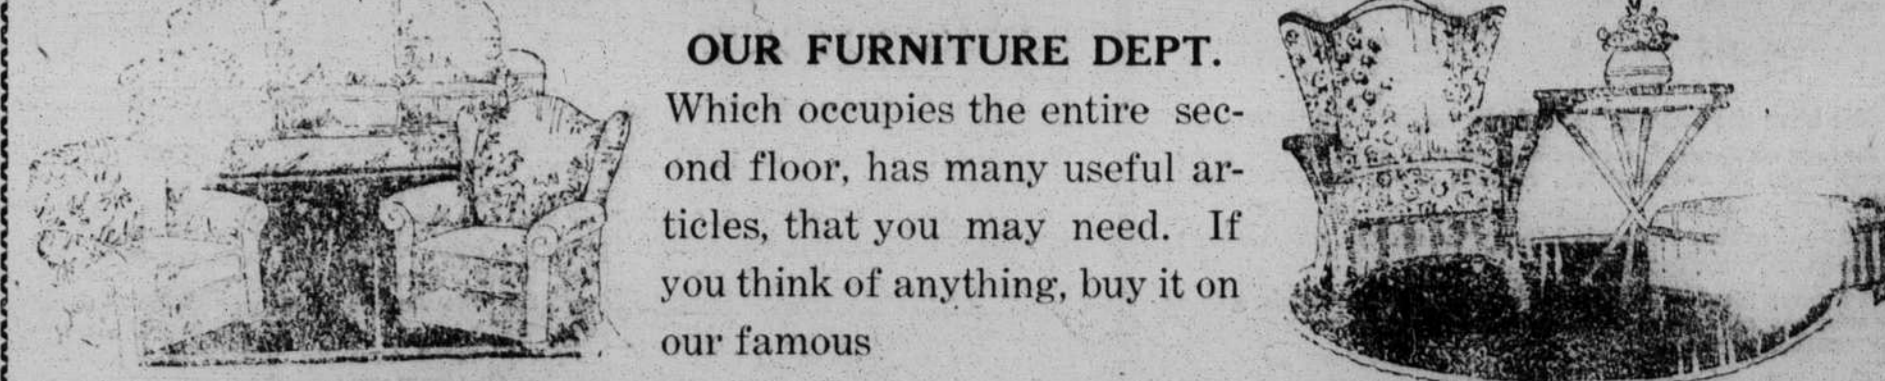 OUR FURNITURE DEPT.
Which occupies the entire sec-
ond floor, has many useful ar-
ticles, that you may need. If
you think of anything, buy it on
our famous